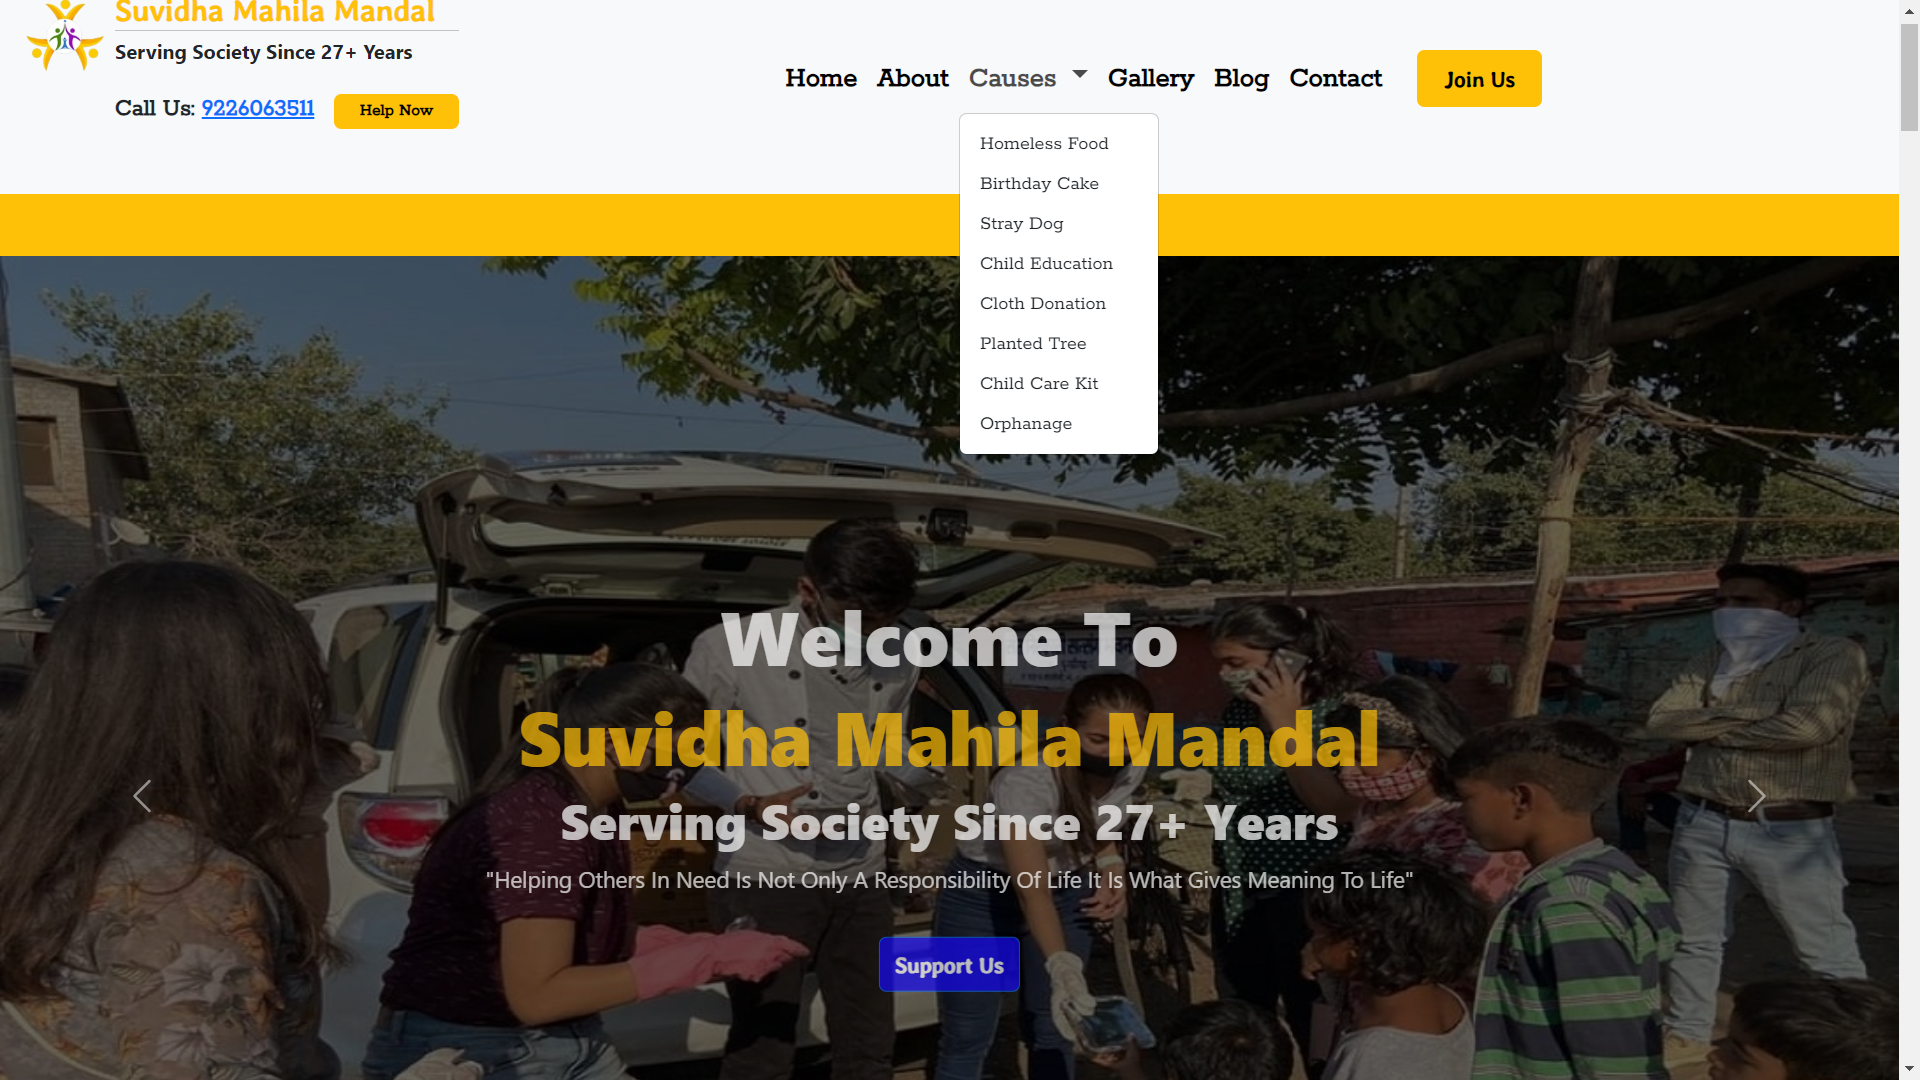 Suvidha Mahila Mandal
Serving Society Since 27+ Years
Call Us: 9226063511
Help Now
Home About Causes Gallery Blog Contact
Join Us
Homeless Food
Birthday Cake
Stray Dog
Child Education
Cloth Donation
Planted Tree
Child Care Kit
Orphanage
Welcome To
Suvidha Mahila Mandal
Serving Society Since 27+ Years
"Helping Others In Need Is Not Only A Responsibility Of Life It Is What Gives Meaning To Life"
Support Us